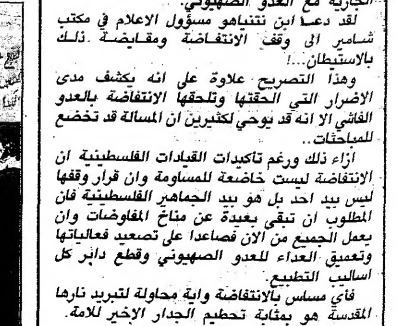 الجارية مع العدو الصهيوني.
لقد دعا ابن نتنياهو مسؤول الاعلام في مكتب
شامير الى وقف الانتفاضة ومقايضة ذلك
بالاستيطان...!
وهذا التصريح علاوة على انه يكشف مدى
الاضرار التي الحقتها وتلحقها الانتفاضة بالعدو
الفاشي الا انه قد يوحي لكثيرين ان المسالة قد تخضع
للمباحثات..
أزاء ذلك ورغم تاكيدات القيادات الفلسطينية ان
الانتفاضة ليست خاضعة للمساومة وان قرار وقفها
ليس بيد احد بل هو بيد الجماهير الفلسطينية فان
المطلوب ان تبقى بعيدة عن مناخ المفاوضات وان
يعمل الجميع من الان فصاعدا على تصعيد فعالياتها
وتعميق العداء للعدو الصهيوني وقطع دابر كل
اساليب التطبيع.
فأي مساس بالانتفاضة واية محاولة لتبريد نارها
المقدسة هو بمثابة تحطيم الجدار الاخير للامة.